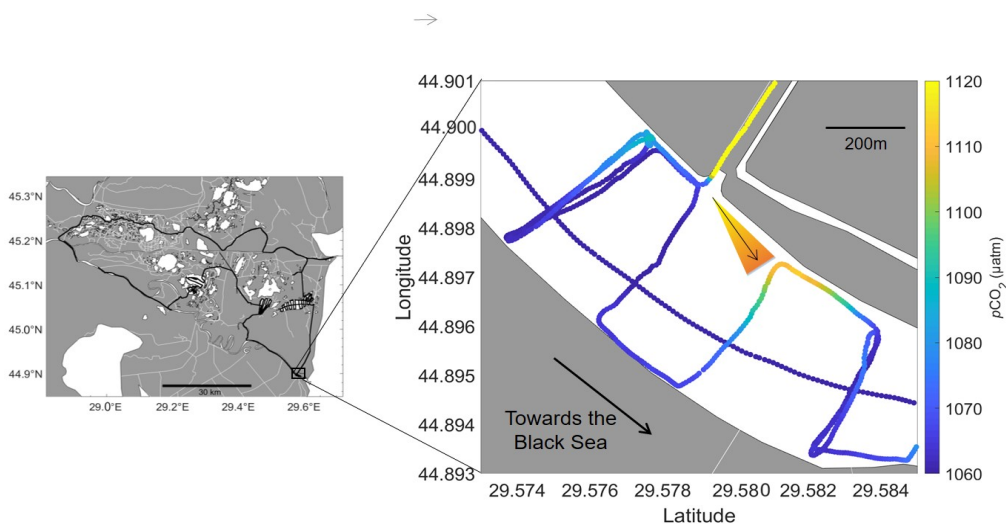 44.901
44.900
44.899
44.898
44.897
44.896
44.895
44.894
44.893
Longitude
29.574
29.576
29.578
29.580
29.582
29.584
Latitude
200m
Towards the
Black Sea
1120
1110
1100
1090
1080
1070
1060
pCO2 (µatm)
45.3°N
45.2°N
45.1°N
45.0°N
44.9°N
29.0°E
29.2°E
29.4°E
29.6°E
30 km